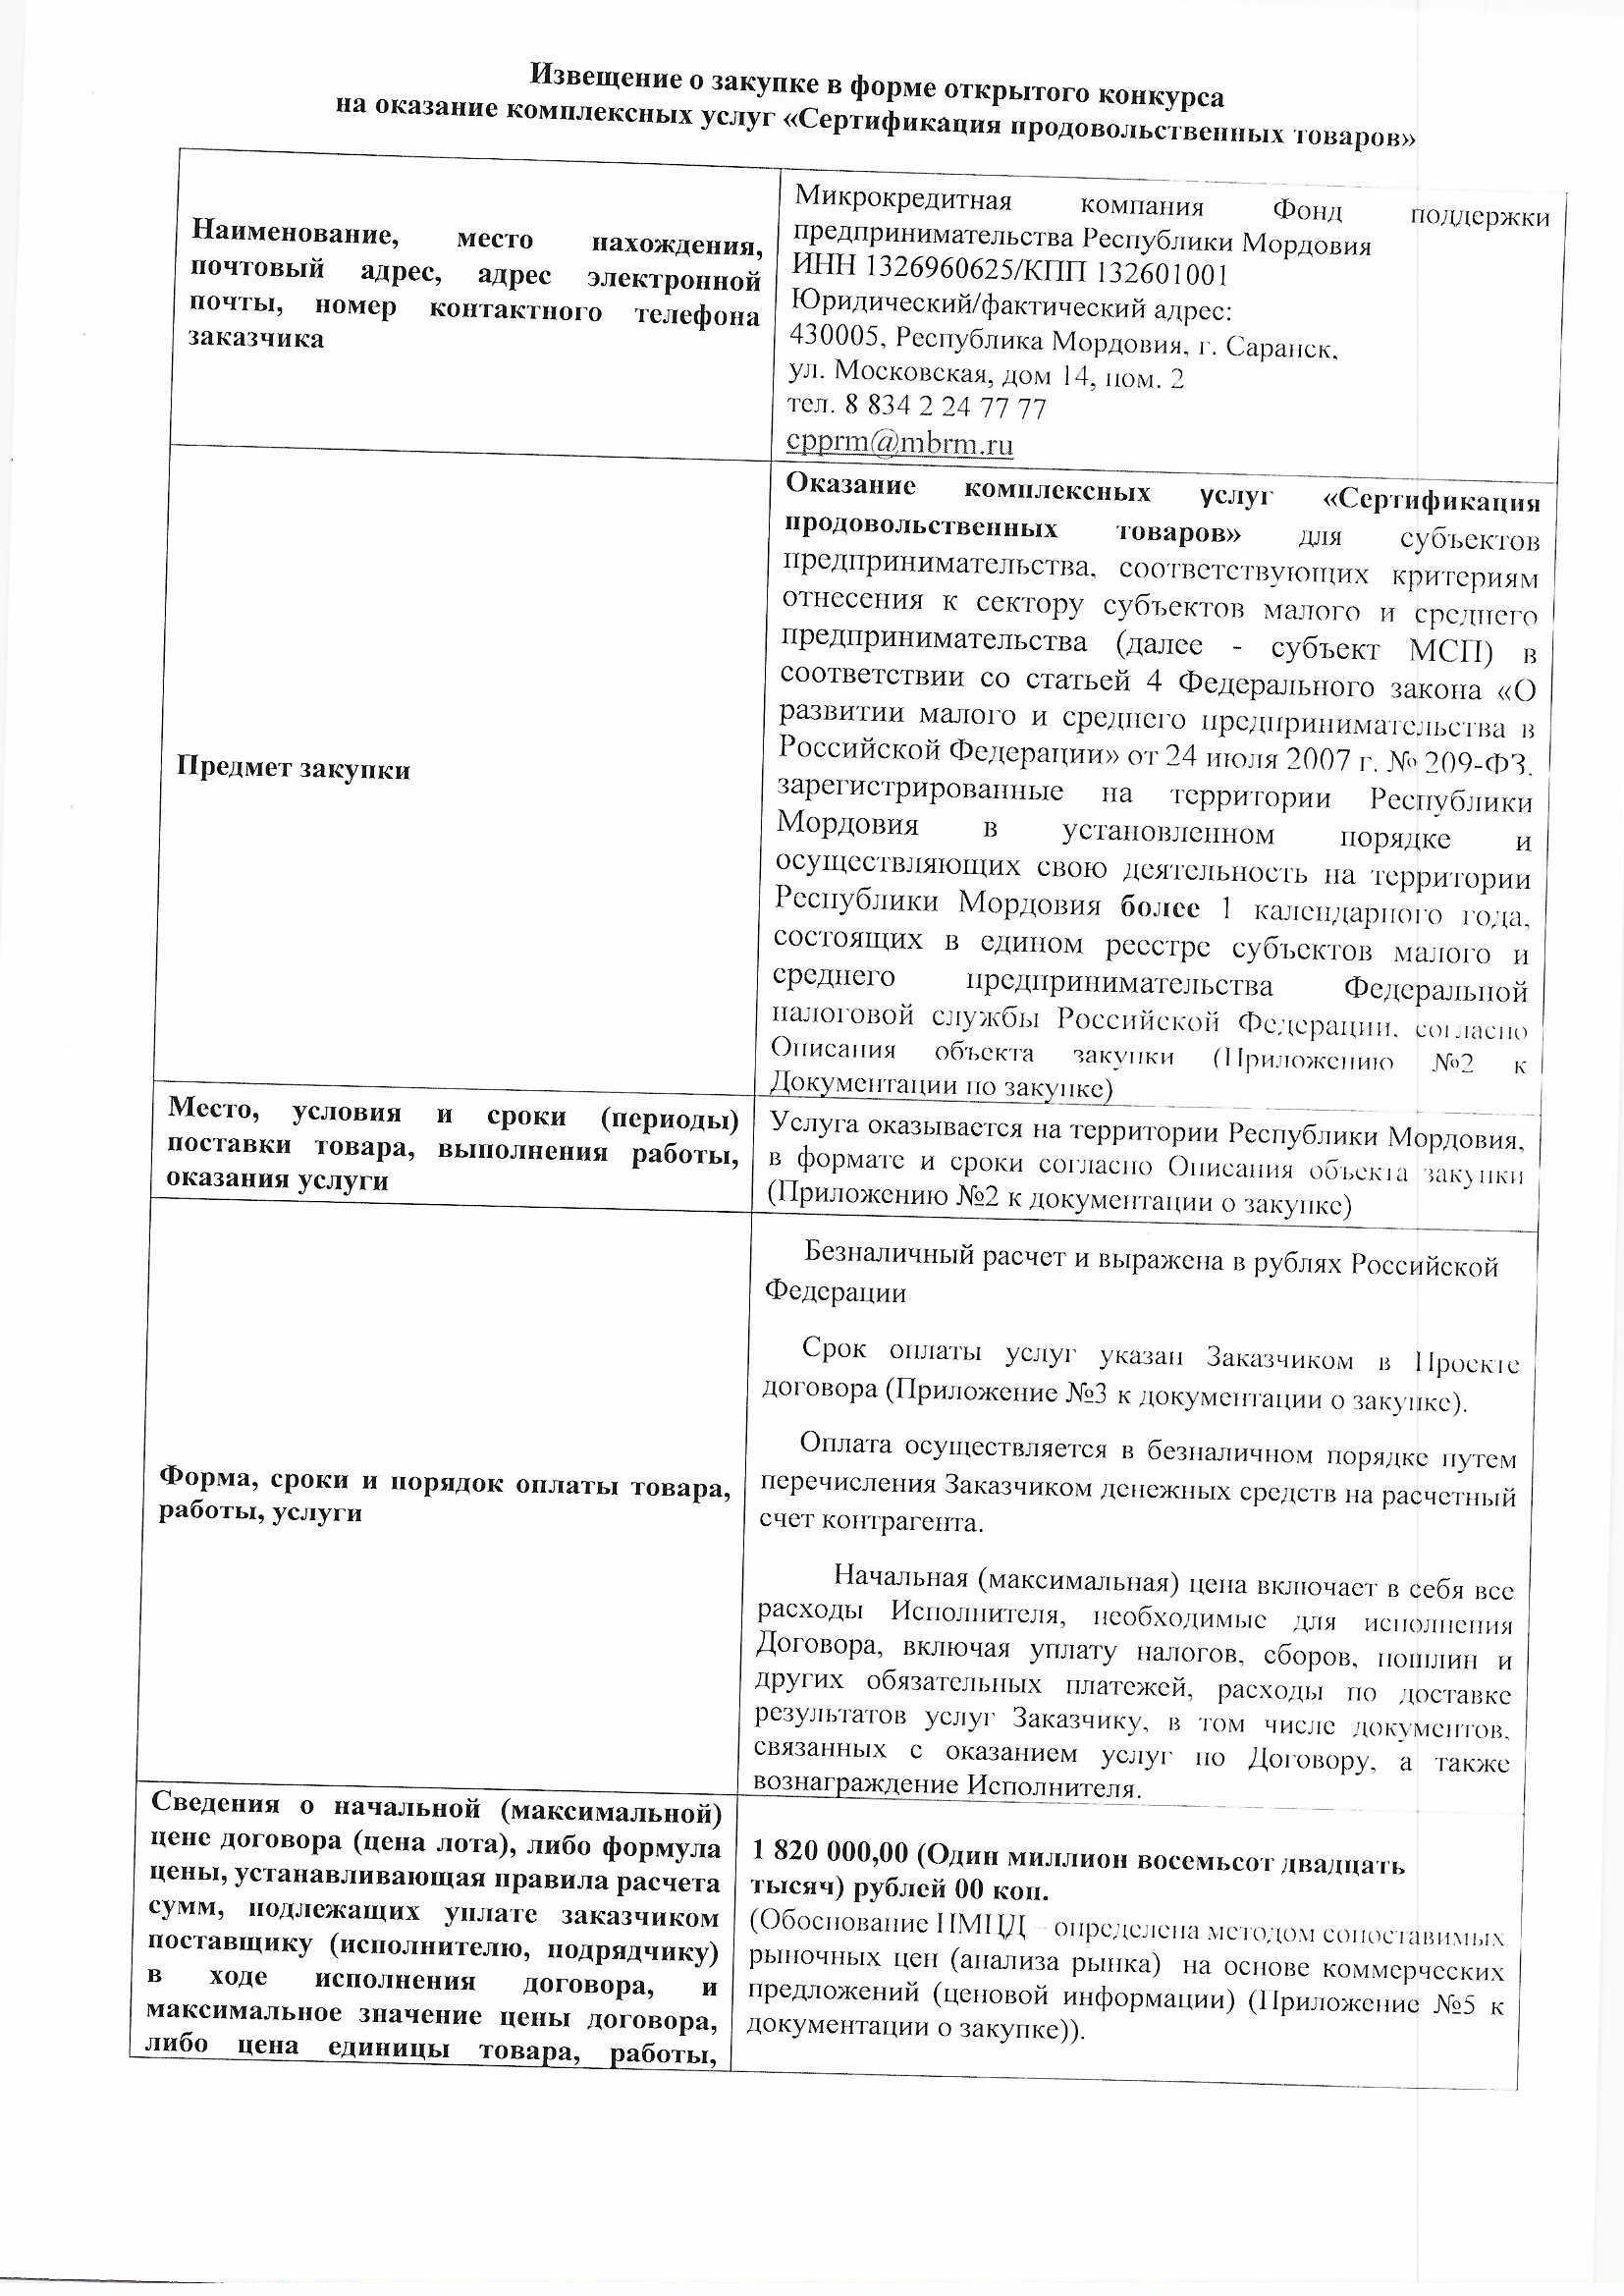 Извещение о закупке в форме открытого конкурса
на оказание комплексных услуг «Сертификация продовольственных товаров»
Наименование, место нахождения,
почтовый адрес, адрес электронной
почты, номер контактного телефона
заказчика
Микрокредитная компания Фонд поддержки
предпринимательства Республики Мордовия
ИНН 1326960625/КПП 132601001
Юридический/фактический адрес:
430005, Республика Мордовия, г. Саранск,
ул. Московская, дом 14, пом. 2
тел. 8 834 2 24 77 77
cpprm@mbrm.ru
Предмет закупки
Оказание комплексных услуг «Сертификация
продовольственных товаров» для субъектов
предпринимательства, соответствующих критериям
отнесения к сектору субъектов малого и среднего
предпринимательства (далее - субъект МСП) в
соответствии со статьей 4 Федерального закона «О
развитии малого и среднего предпринимательства в
Российской Федерации» от 24 июля 2007 г. № 209-ФЗ,
зарегистрированные на территории Республики
Мордовия в установленном порядке и
осуществляющих свою деятельность на территории
Республики Мордовия более 1 календарного года,
состоящих в едином реестре субъектов малого и
среднего предпринимательства Федеральной
налоговой службы Российской Федерации, согласно
Описания объекта закупки (Приложению №2 к
Документации по закупке)
Место, условия и сроки (периоды)
поставки товара, выполнения работы,
оказания услуги
Услуга оказывается на территории Республики Мордовия,
в формате и сроки согласно Описания объекта закупки
(Приложению №2 к документации о закупке)
Форма, сроки и порядок оплаты товара,
работы, услуги
Безналичный расчет и выражена в рублях Российской
Федерации
Срок оплаты услуг указан Заказчиком в Проекте
договора (Приложение №3 к документации о закупке).
Оплата осуществляется в безналичном порядке путем
перечисления Заказчиком денежных средств на расчетный
счет контрагента.
Начальная (максимальная) цена включает в себя все
расходы Исполнителя, необходимые для исполнения
Договора, включая уплату налогов, сборов, пошлин и
других обязательных платежей, расходы по доставке
результатов услуг Заказчику, в том числе документов,
связанных с оказанием услуг по Договору, а также
вознаграждение Исполнителя.
Сведения о начальной (максимальной)
цене договора (цена лота), либо формула
цены, устанавливающая правила расчета
сумм, подлежащих уплате заказчиком
поставщику (исполнителю, подрядчику)
в ходе исполнения договора, и
максимальное значение цены договора,
либо цена единицы товара, работы,
1 820 000,00 (Один миллион восемьсот двадцать
тысяч) рублей 00 коп.
(Обоснование НМЦД – определена методом сопоставимых
рыночных цен (анализа рынка) на основе коммерческих
предложений (ценовой информации) (Приложение №5 к
документации о закупке)).